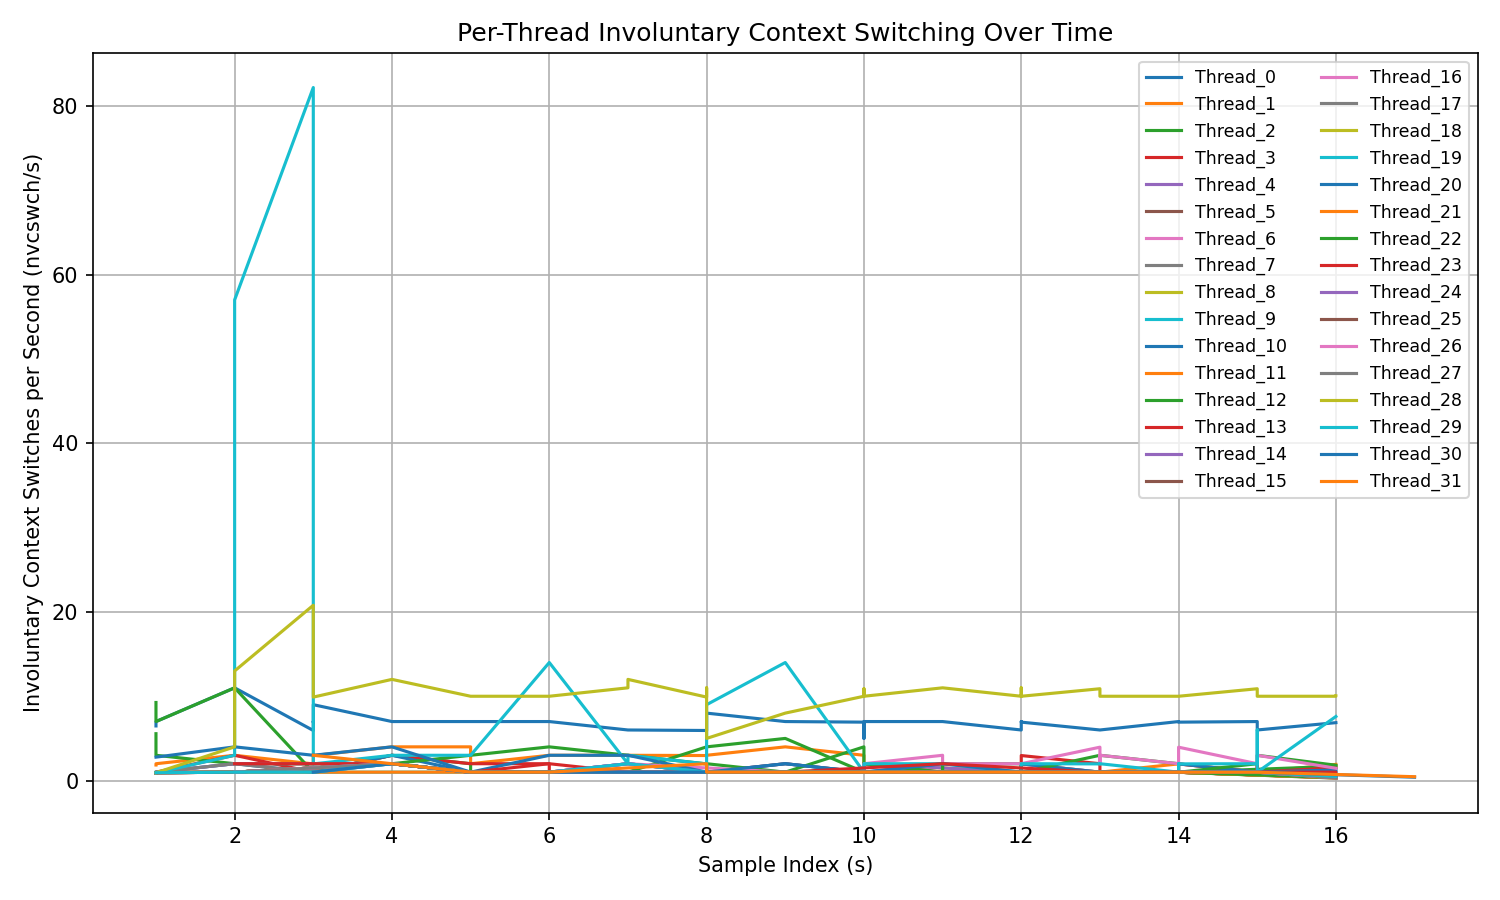 Per-Thread Involuntary Context Switching Over Time
Involuntary Context Switches per Second (nvcswch/s)
80
60
40
20
0
2
4
6
8
10
12
14
16
Sample Index (s)
Thread_0
Thread_1
Thread_2
Thread_3
Thread_4
Thread_5
Thread_6
Thread_7
Thread_8
Thread_9
Thread_10
Thread_11
Thread_12
Thread_13
Thread_14
Thread_15
Thread_16
Thread_17
Thread_18
Thread_19
Thread_20
Thread_21
Thread_22
Thread_23
Thread_24
Thread_25
Thread_26
Thread_27
Thread_28
Thread_29
Thread_30
Thread_31